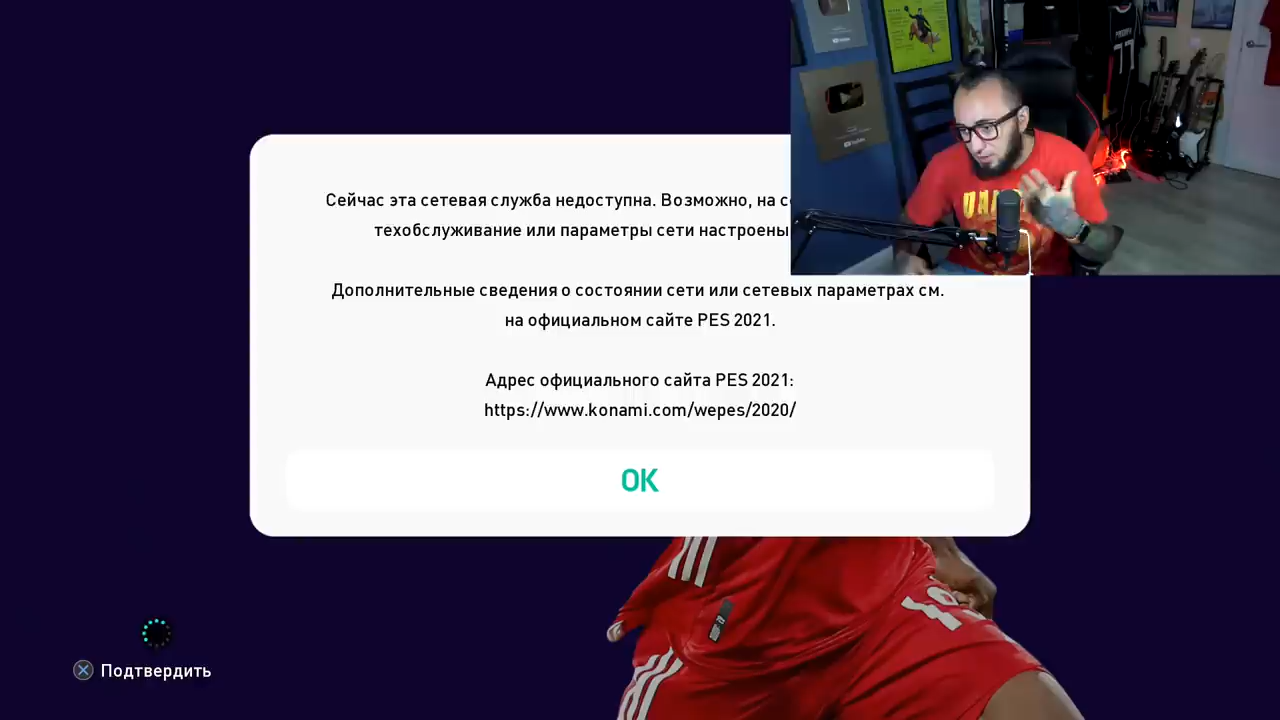 Сейчас эта сетевая служба недоступна. Возможно, на
техобслуживание или параметры сети настроены
Дополнительные сведения о состоянии сети или сетевых параметрах см.
на официальном сайте PES 2021.
Адрес официального сайта PES 2021:
https://www.konami.com/wepes/2020/
OK
Подтвердить